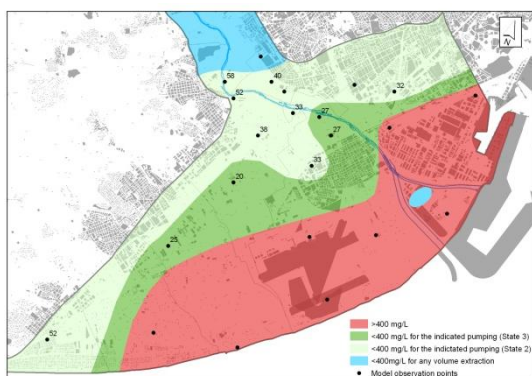 N
58
40
52
32
33
27
38
27
33
20
25
52
>400 mg/L
<400 mg/L for the indicated pumping (State 3)
<400 mg/L for the indicated pumping (State 2)
<400mg/L for any volume extraction
Model observation points